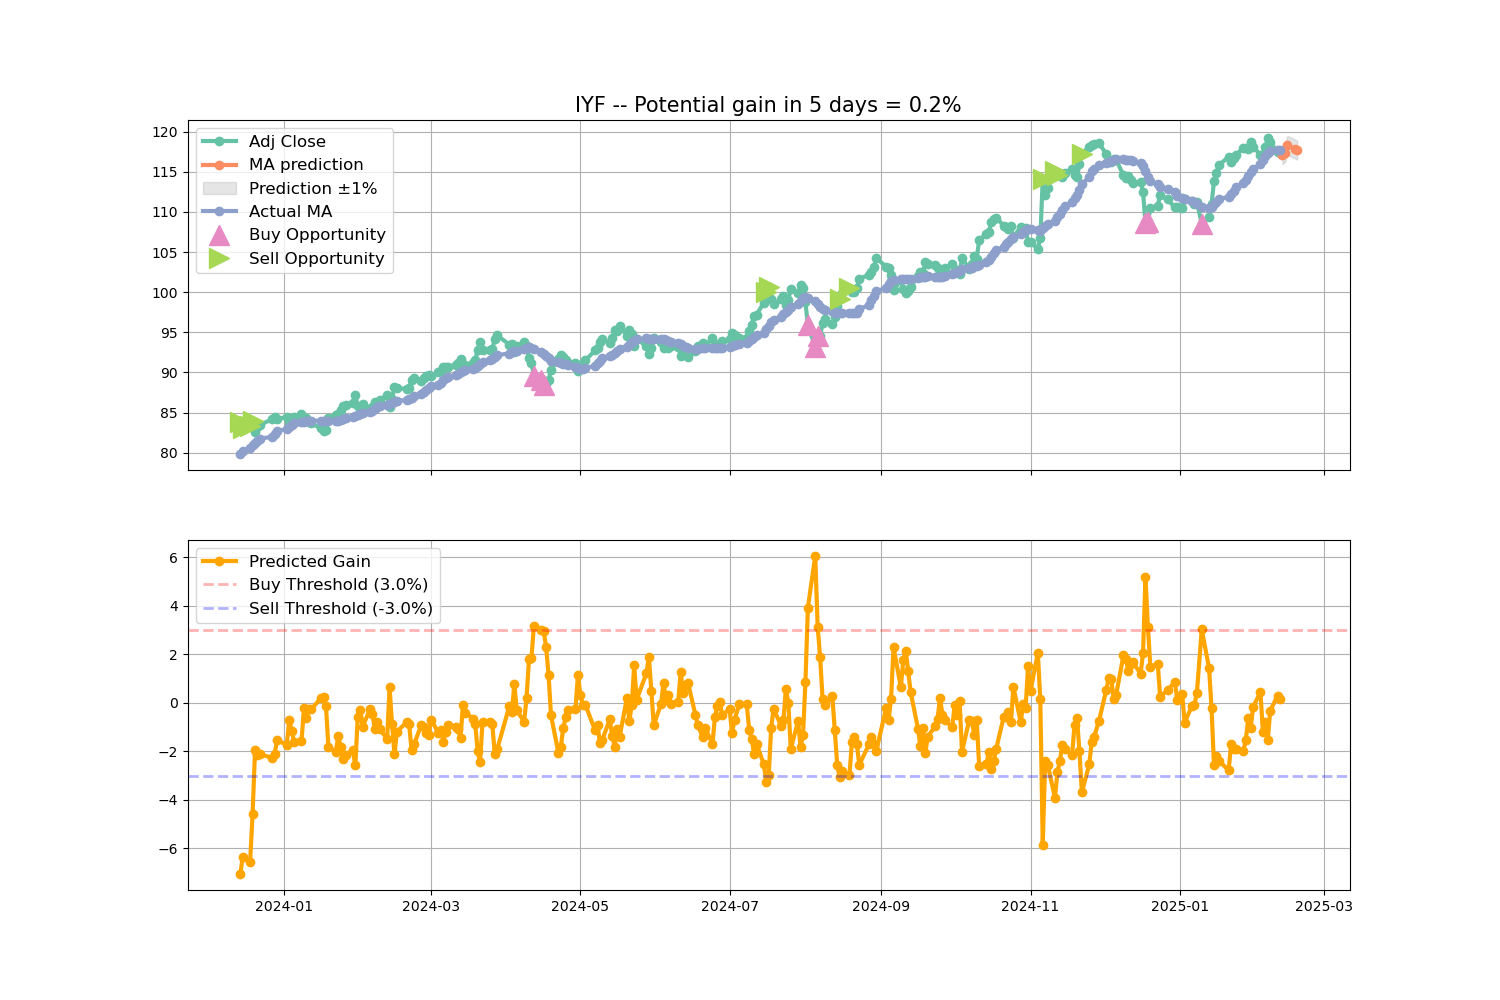 IYF -- Potential gain in 5 days = 0.2%
120
115
110
105
100
95
90
85
80
Adj Close
MA prediction
Prediction ±1%
Actual MA
Buy Opportunity
Sell Opportunity
6
4
2
0
−2
−4
−6
Predicted Gain
Buy Threshold (3.0%)
Sell Threshold (-3.0%)
2024-01
2024-03
2024-05
2024-07
2024-09
2024-11
2025-01
2025-03